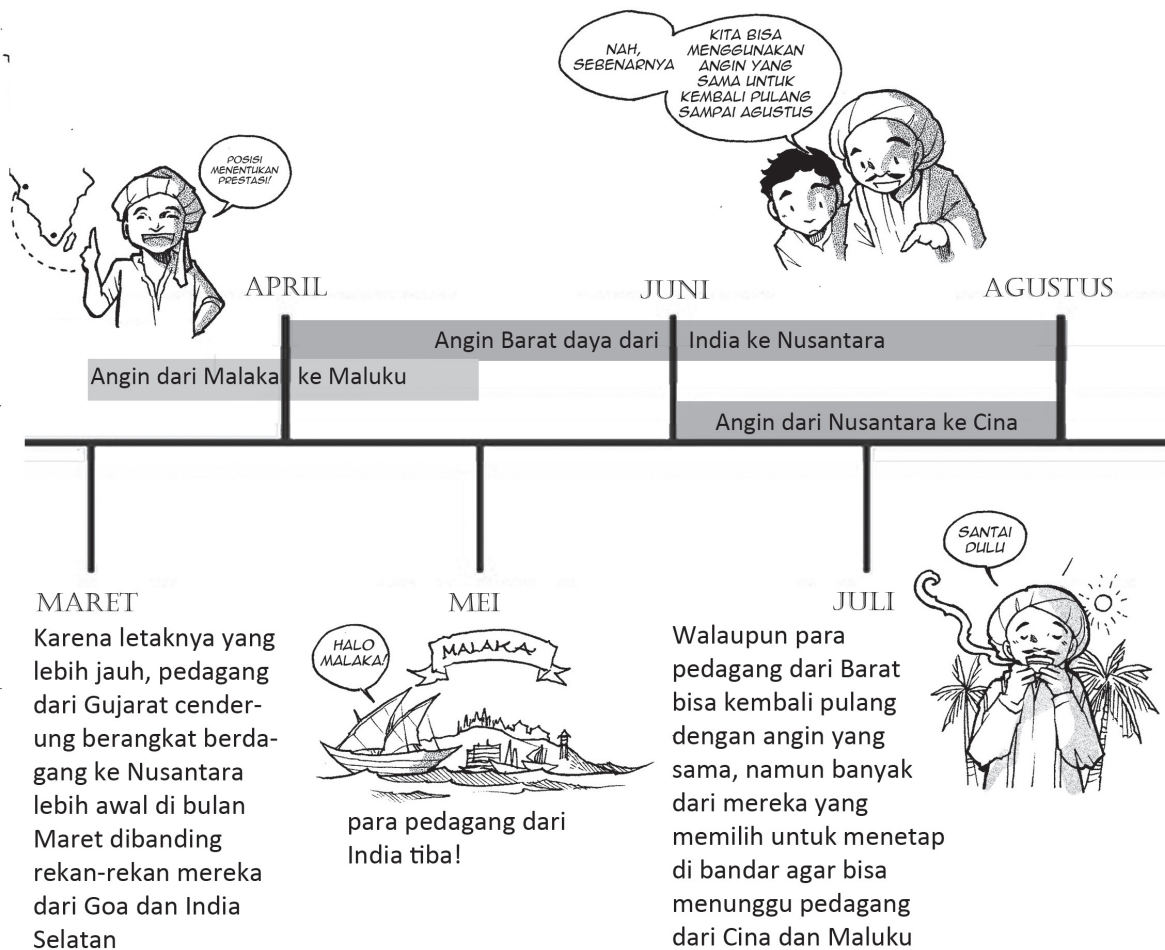 NAH,
SEBENARNYA
KITA BISA
MENGGUNAKAN
ANGIN YANG
SAMA UNTUK
KEMBALI PULANG
SAMPAI AGUSTUS
POSISI
MENENTUKAN
PRESTASI!
APRIL
JUNI
AGUSTUS
Angin Barat daya dari India ke Nusantara
Angin dari Malaka ke Maluku
Angin dari Nusantara ke Cina
MARET
Karena letaknya yang
lebih jauh, pedagang
dari Gujarat cender-
ung berangkat berda-
gang ke Nusantara
lebih awal di bulan
Maret dibanding
rekan-rekan mereka
dari Goa dan India
Selatan
MEI
HALO
MALAKA!
MALAKA
para pedagang dari
India tiba!
JULI
Walaupun para
pedagang dari Barat
bisa kembali pulang
dengan angin yang
sama, namun banyak
dari mereka yang
memilih untuk menetap
di bandar agar bisa
menunggu pedagang
dari Cina dan Maluku
SANTAI
DULU